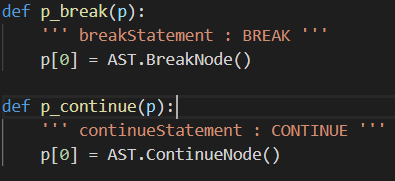 def p_break(p):
    ''' breakStatement : BREAK '''
    p[0] = AST.BreakNode()

def p_continue(p):
    ''' continueStatement : CONTINUE '''
    p[0] = AST.ContinueNode()